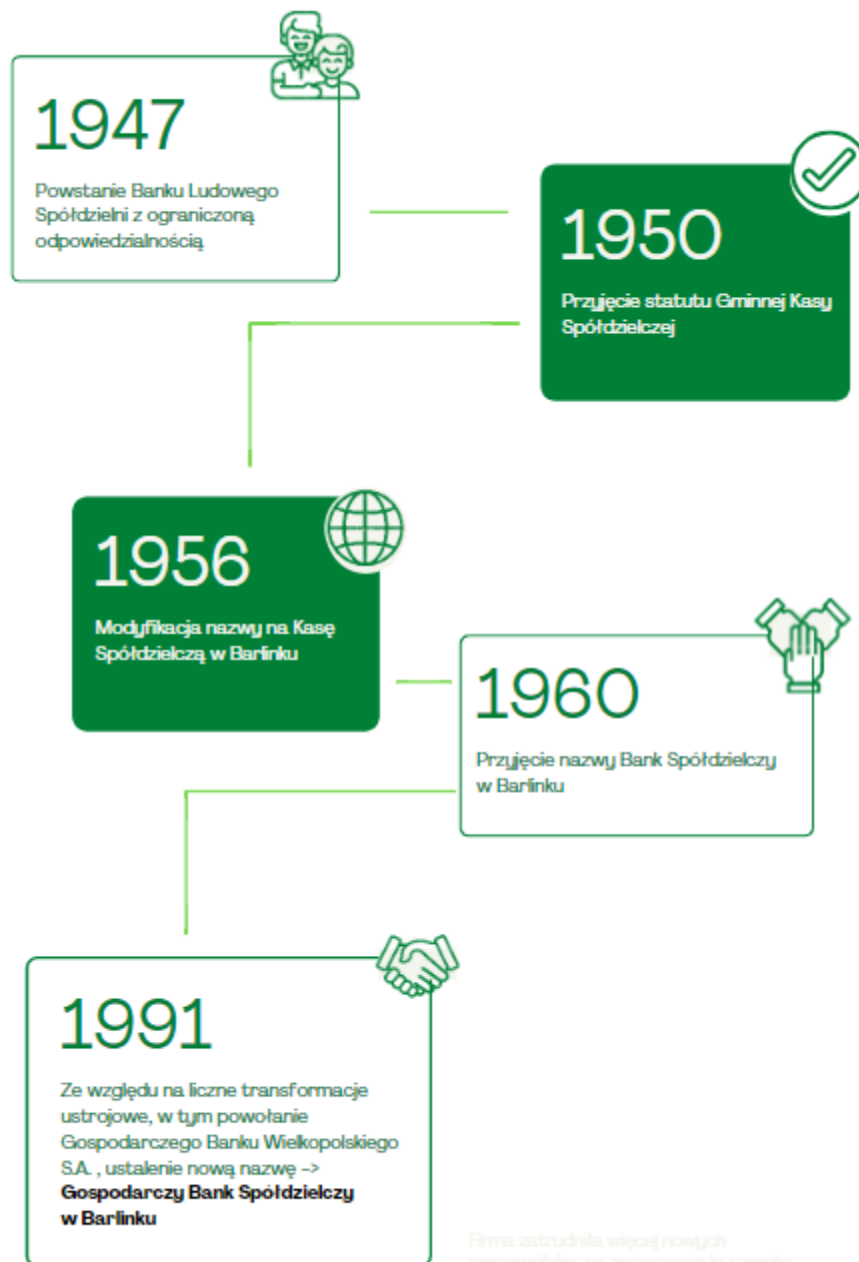 1947
Powstanie Banku Ludowego
Spółdzielni z ograniczoną
odpowiedzialnością
1950
Przyjęcie statutu Gminnej Kasy
Spółdzielczej
1956
Modyfikacja nazwy na Kasę
Spółdzielczą w Barlinku
1960
Przyjęcie nazwy Bank Spółdzielczy
w Barlinku
1991
Ze względu na liczne transformacje
ustrojowe, w tym powołanie
Gospodarczego Banku Wielkopolskiego
S.A. , ustalenie nową nazwę ->
Gospodarczy Bank Spółdzielczy
w Barlinku
Firma zatrudniła więcej nowych